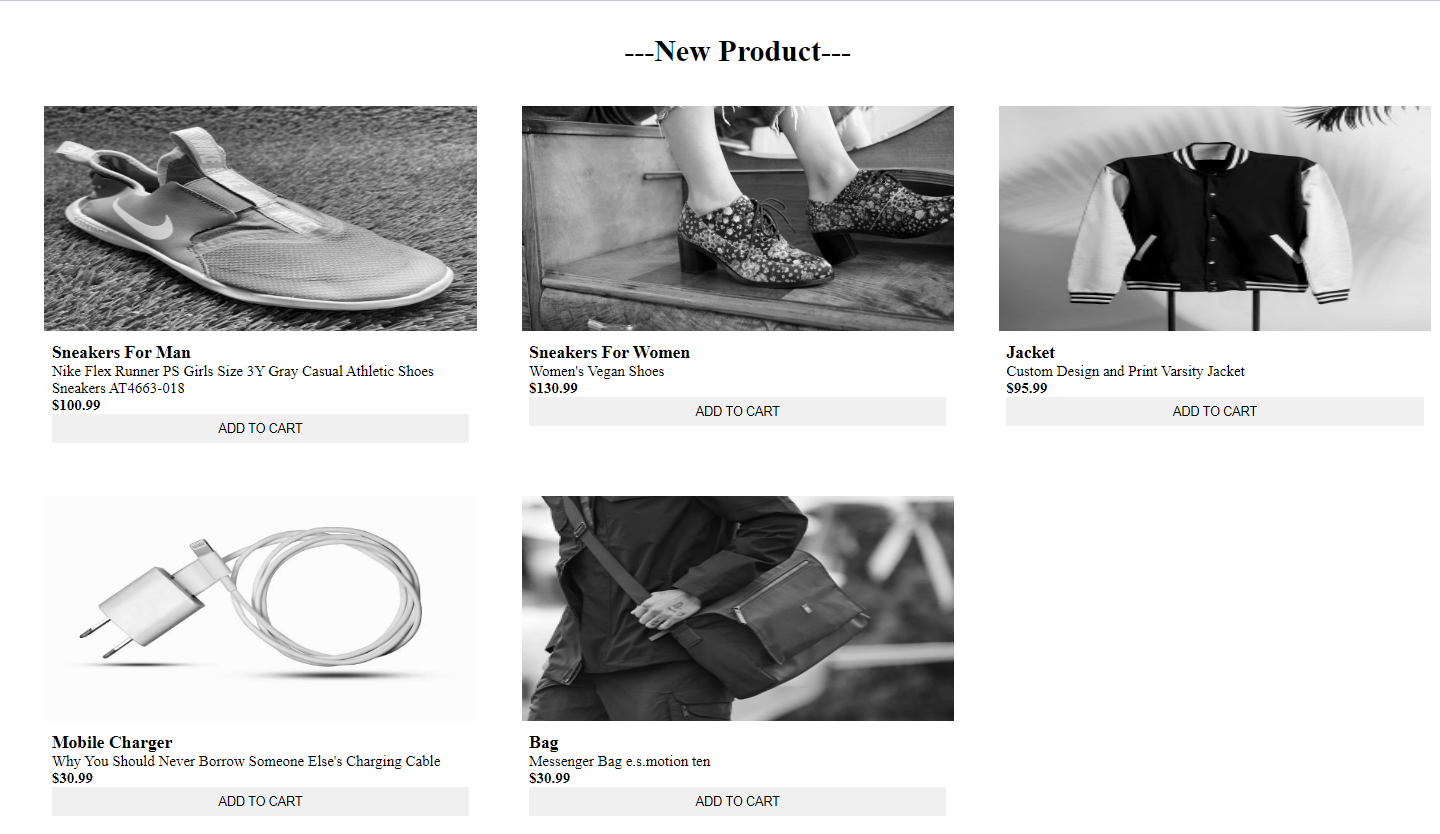 ---New Product---
Sneakers For Man
Nike Flex Runner PS Girls Size 3Y Gray Casual Athletic Shoes
Sneakers AT4663-018
$100.99
ADD TO CART
Sneakers For Women
Women's Vegan Shoes
$130.99
ADD TO CART
Jacket
Custom Design and Print Varsity Jacket
$95.99
ADD TO CART
Mobile Charger
Why You Should Never Borrow Someone Else's Charging Cable
$30.99
ADD TO CART
Bag
Messenger Bag e.s.motion ten
$30.99
ADD TO CART